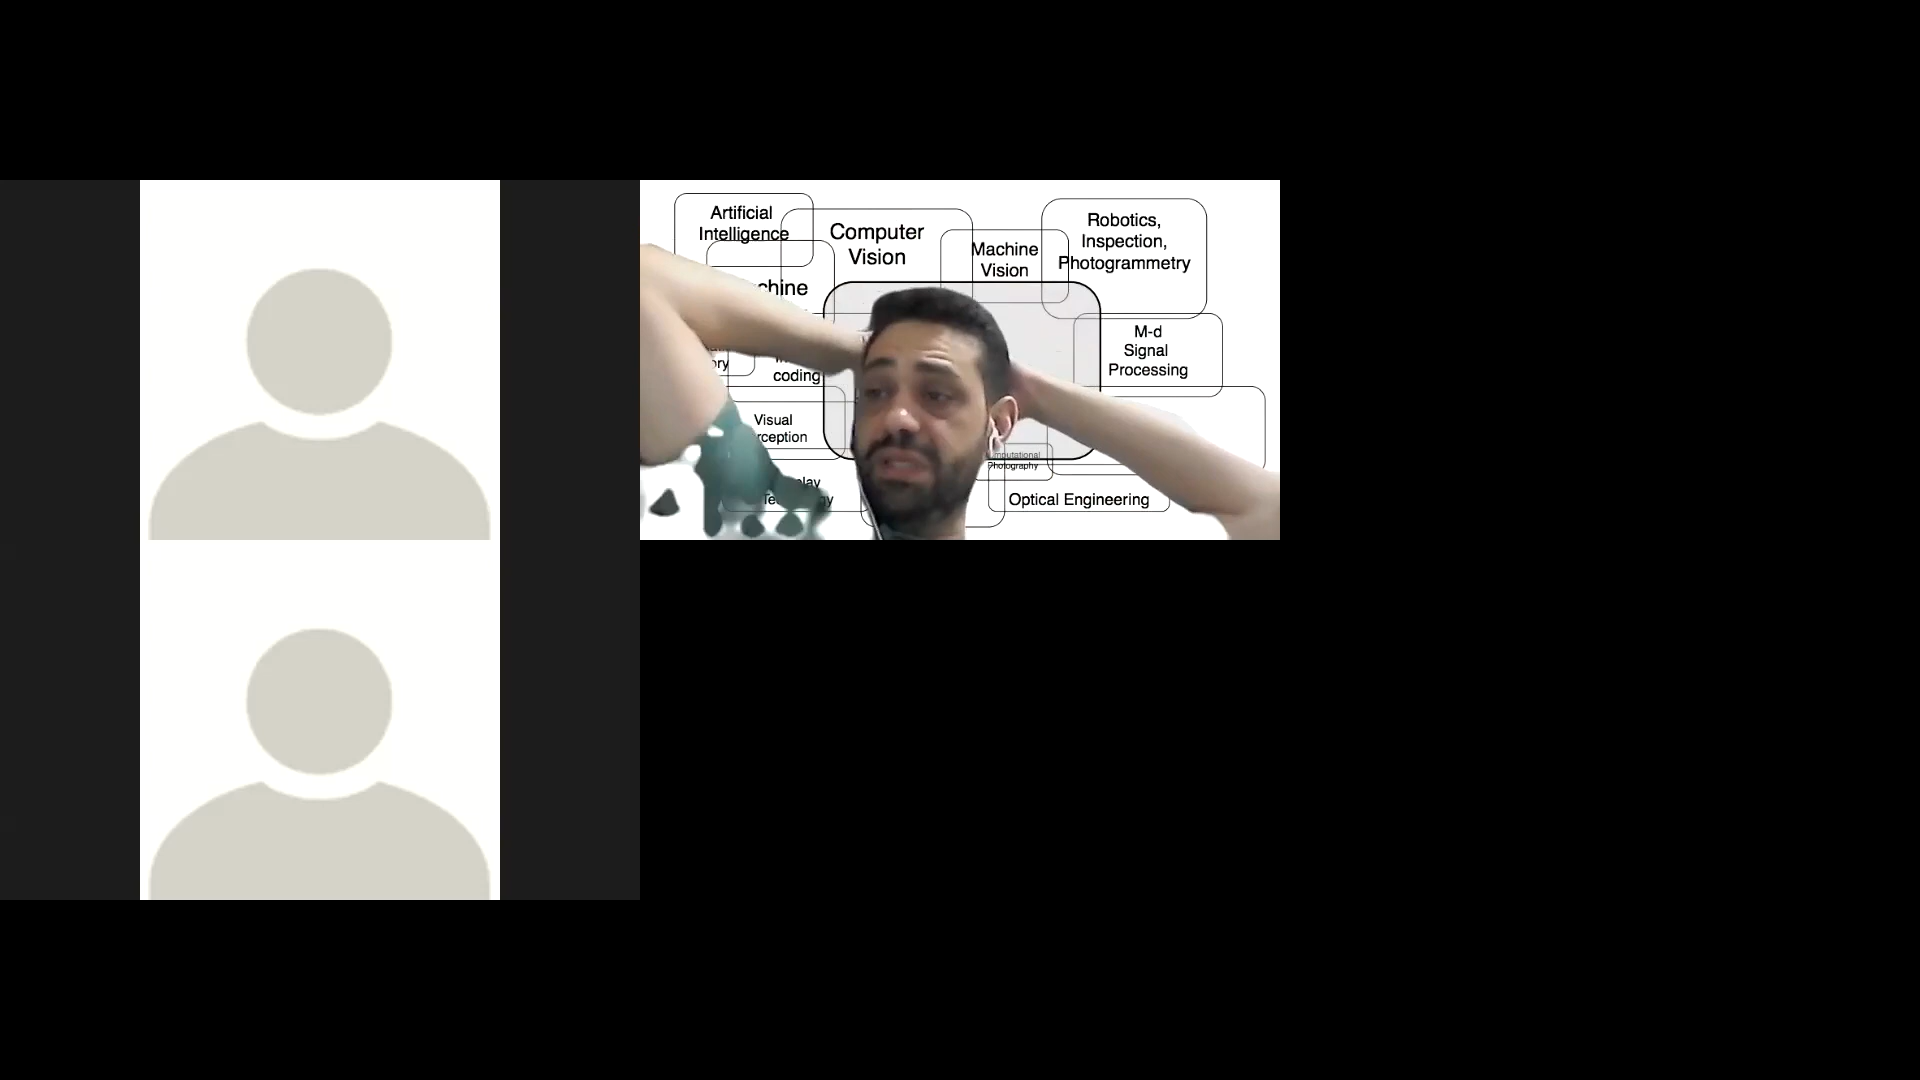 Artificial
Intelligence
Computer
Vision
Machine
Vision
Robotics,
Inspection,
Photogrammetry
M-d
Signal
Processing
coding
Visual
Photography
Optical Engineering